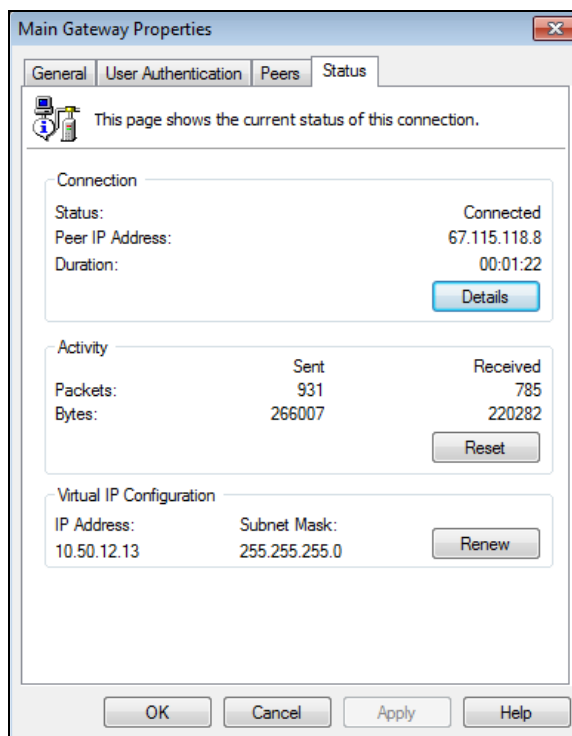 Main Gateway Properties
General User Authentication Peers Status
This page shows the current status of this connection.
Connection
Status: Connected
Peer IP Address: 67.115.118.8
Duration: 00:01:22
Details
Activity
Sent Received
Packets: 931 785
Bytes: 266007 220282
Reset
Virtual IP Configuration
IP Address: Subnet Mask:
10.50.12.13 255.255.255.0
Renew
OK Cancel Apply Help